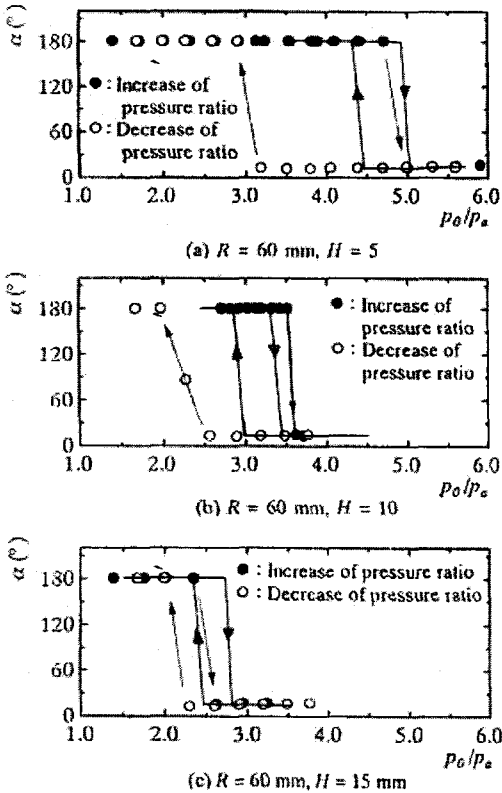 α (°)
180
120
60
0
● : Increase of
pressure ratio
○ : Decrease of
pressure ratio
1.0 2.0 3.0 4.0 5.0 6.0
p₀/pₐ
(a) R = 60 mm, H = 5
α (°)
180
120
60
0
● : Increase of
pressure ratio
○ : Decrease of
pressure ratio
1.0 2.0 3.0 4.0 5.0 6.0
p₀/pₐ
(b) R = 60 mm, H = 10
α (°)
180
120
60
0
● : Increase of pressure ratio
○ : Decrease of pressure ratio
1.0 2.0 3.0 4.0 5.0 6.0
p₀/pₐ
(c) R = 60 mm, H = 15 mm